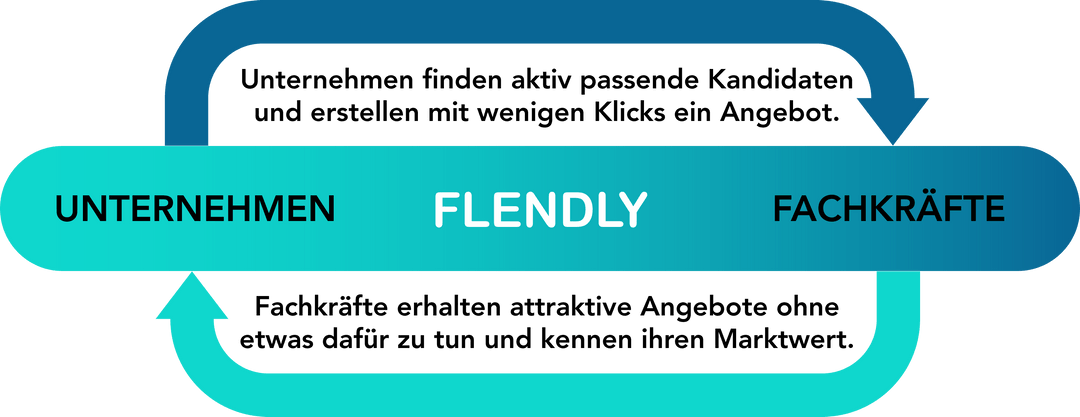 Unternehmen finden aktiv passende Kandidaten
und erstellen mit wenigen Klicks ein Angebot.
UNTERNEHMEN FLENDLY FACHKRÄFTE
Fachkräfte erhalten attraktive Angebote ohne
etwas dafür zu tun und kennen ihren Marktwert.